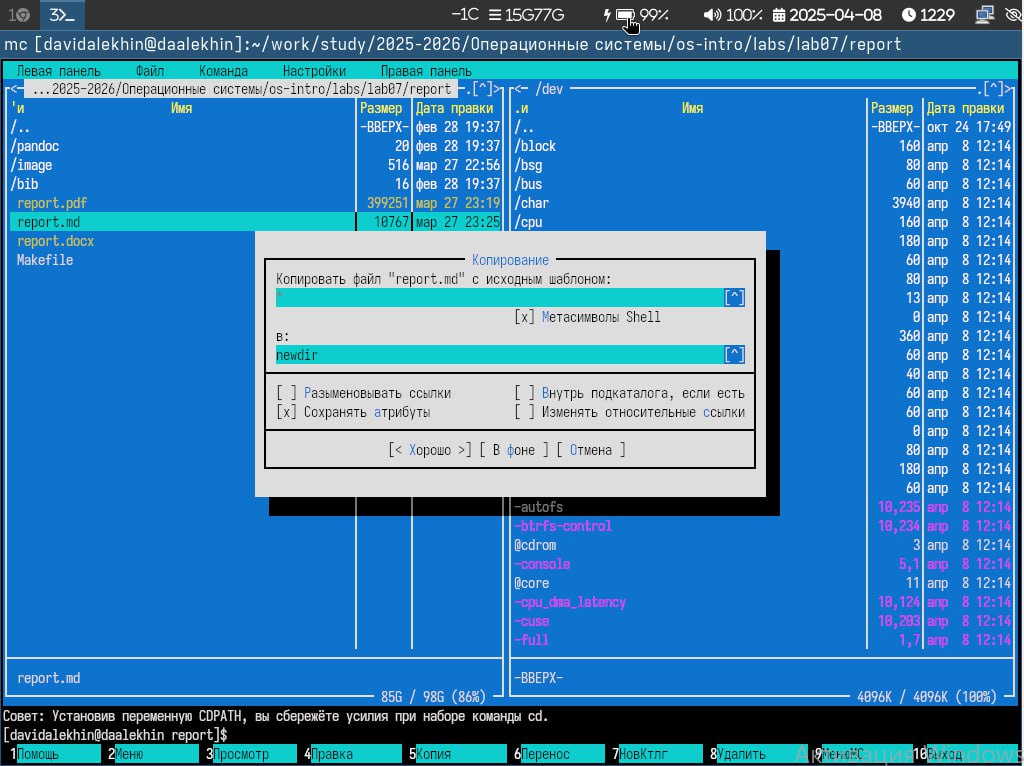 1 3 −1C 15G77G 99% 100% 2025-04-08 1229
mc [davidalekhin@daalekhin]:~/work/study/2025-2026/Операционные системы/os-intro/labs/lab07/report
Левая панель Файл Команда Настройки Правая панель
<─ ...2025-2026/Операционные системы/os-intro/labs/lab07/report ─.[^]> <─ /dev ─.[^]>
'и Имя Размер Дата правки .и Имя Размер Дата правки
/.. -ВВЕРХ- фев 28 19:37 /.. -ВВЕРХ- окт 24 17:49
/pandoc 20 фев 28 19:37 /block 160 апр 8 12:14
/image 516 мар 27 22:56 /bsg 80 апр 8 12:14
/bib 16 фев 28 19:37 /bus 60 апр 8 12:14
report.pdf 399251 мар 27 23:19 /char 3940 апр 8 12:14
report.md 10767 мар 27 23:25 /cpu 160 апр 8 12:14
report.docx 180 апр 8 12:14
Makefile 60 апр 8 12:14
80 апр 8 12:14
13 апр 8 12:14
0 апр 8 12:14
360 апр 8 12:14
60 апр 8 12:14
40 апр 8 12:14
60 апр 8 12:14
60 апр 8 12:14
0 апр 8 12:14
80 апр 8 12:14
180 апр 8 12:14
60 апр 8 12:14
Копирование
Копировать файл "report.md" с исходным шаблоном:
* [^]
[x] Метасимволы Shell
в:
newdir [^]
[ ] Разыменовывать ссылки [ ] Внутрь подкаталога, если есть
[x] Сохранять атрибуты [ ] Изменять относительные ссылки
[< Хорошо >] [ В фоне ] [ Отмена ]
-autofs 10,235 апр 8 12:14
-btrfs-control 10,234 апр 8 12:14
@cdrom 3 апр 8 12:14
-console 5,1 апр 8 12:14
@core 11 апр 8 12:14
-cpu_dma_latency 10,124 апр 8 12:14
-cuse 10,203 апр 8 12:14
-full 1,7 апр 8 12:14
report.md -ВВЕРХ-
85G / 98G (86%) 4096K / 4096K (100%)
Совет: Установив переменную CDPATH, вы сбережёте усилия при наборе команды cd.
[davidalekhin@daalekhin report]$
1Помощь 2Меню 3Просмотр 4Правка 5Копия 6Перенос 7НовКтлг 8Удалить 9МенюMC 10Выход
Активация Windows